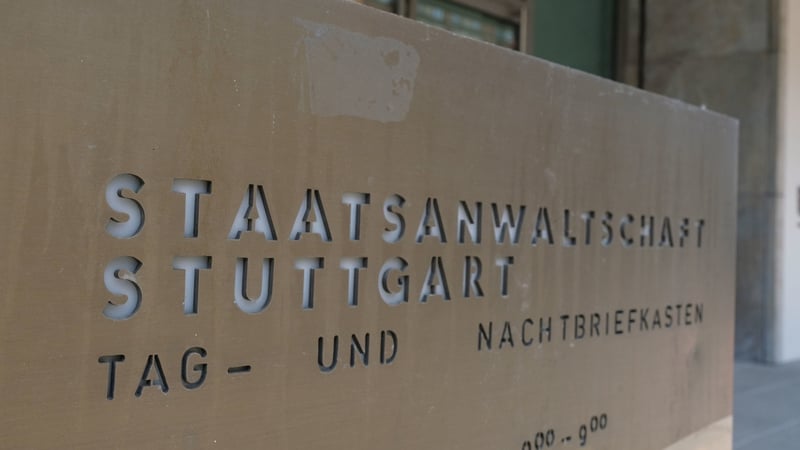 STAATSANWALTSCHAFT
STUTTGART
TAG- UND NACHTBRIEFKASTEN